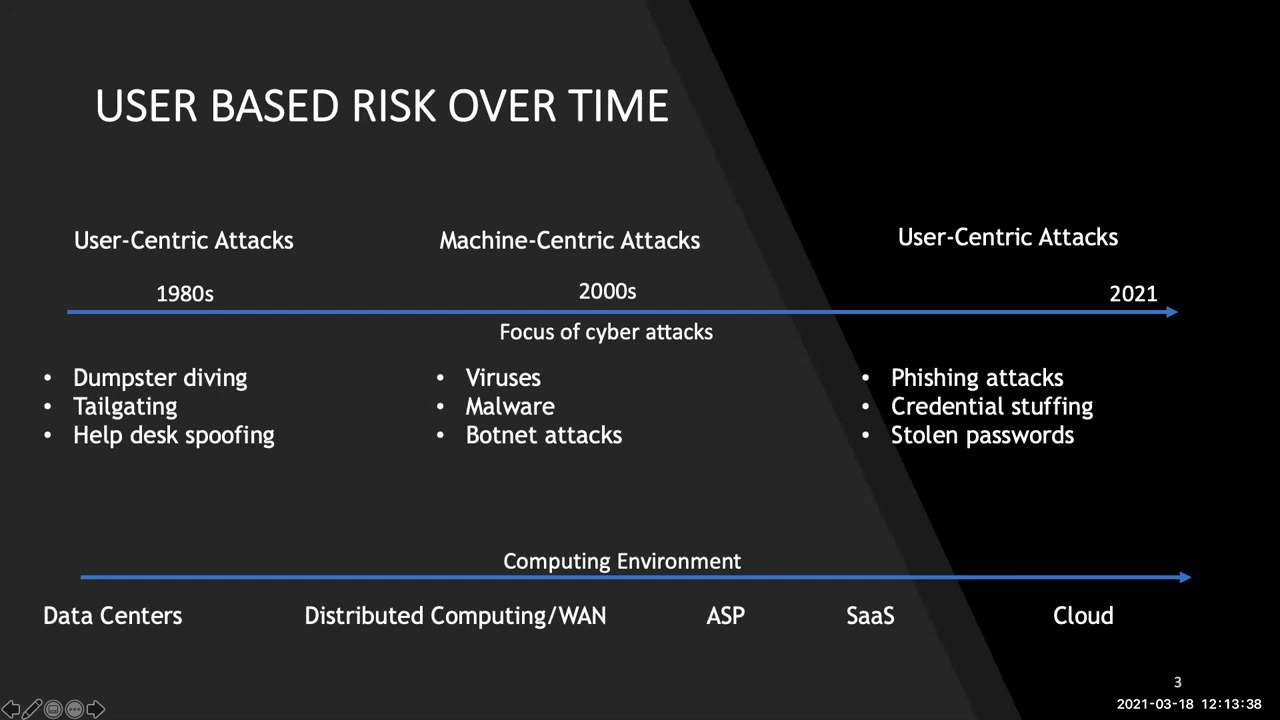 USER BASED RISK OVER TIME
User-Centric Attacks
Machine-Centric Attacks
User-Centric Attacks
1980s
2000s
2021
Focus of cyber attacks
• Dumpster diving
• Tailgating
• Help desk spoofing
• Viruses
• Malware
• Botnet attacks
• Phishing attacks
• Credential stuffing
• Stolen passwords
Computing Environment
Data Centers
Distributed Computing/WAN
ASP
SaaS
Cloud
3
2021-03-18 12:13:38